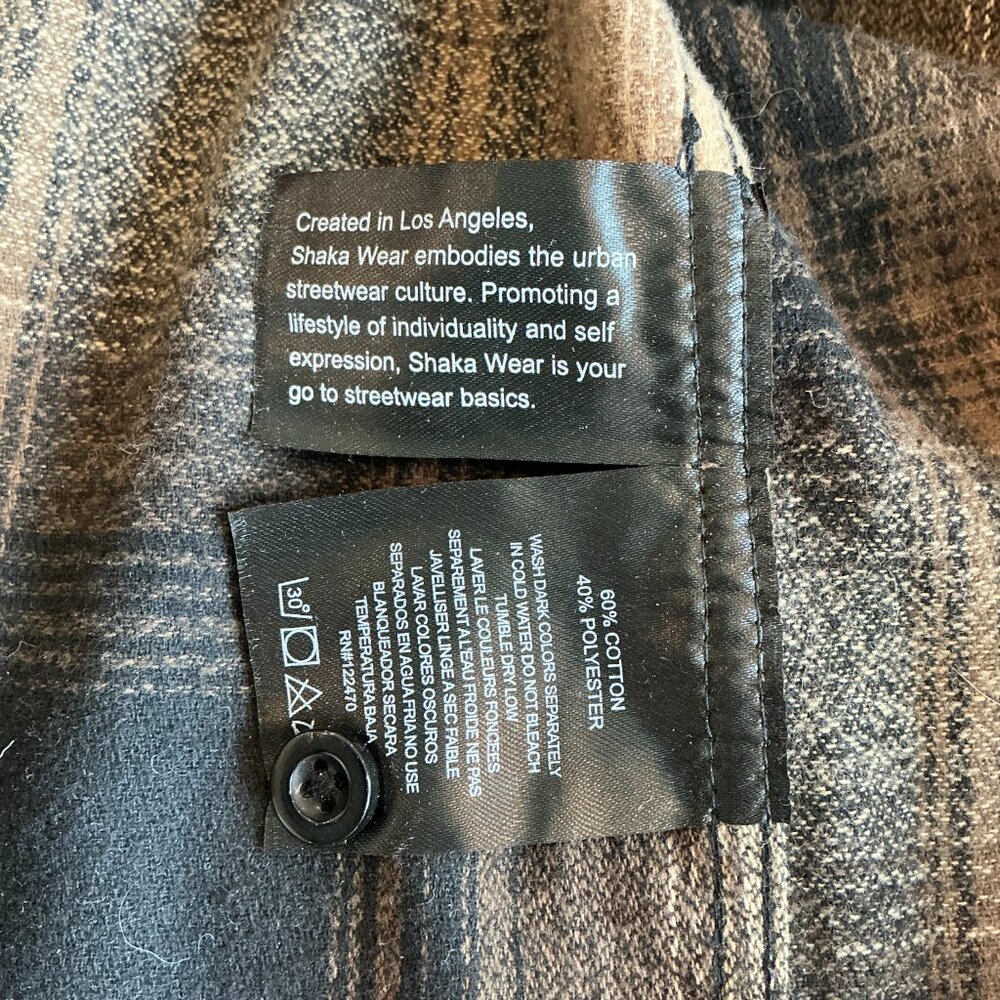 Created in Los Angeles,
Shaka Wear embodies the urban
streetwear culture. Promoting a
lifestyle of individuality and self
expression, Shaka Wear is your
go to streetwear basics.
60% COTTON
40% POLYESTER
WASH DARK COLORS SEPARATELY
IN COLD WATER DO NOT BLEACH
TUMBLE DRY LOW
LAVER LE COULEURS FONCEES
SEPAREMENT A L'EAU FROIDE NE PAS
JAVELLISER LINGE A SEC FAIBLE
LAVAR COLORES OSCUROS
SEPARADOS EN AGUA FRIA NO USE
BLANQUEADOR SECARA
TEMPERATURA BAJA
RN#122470
30°